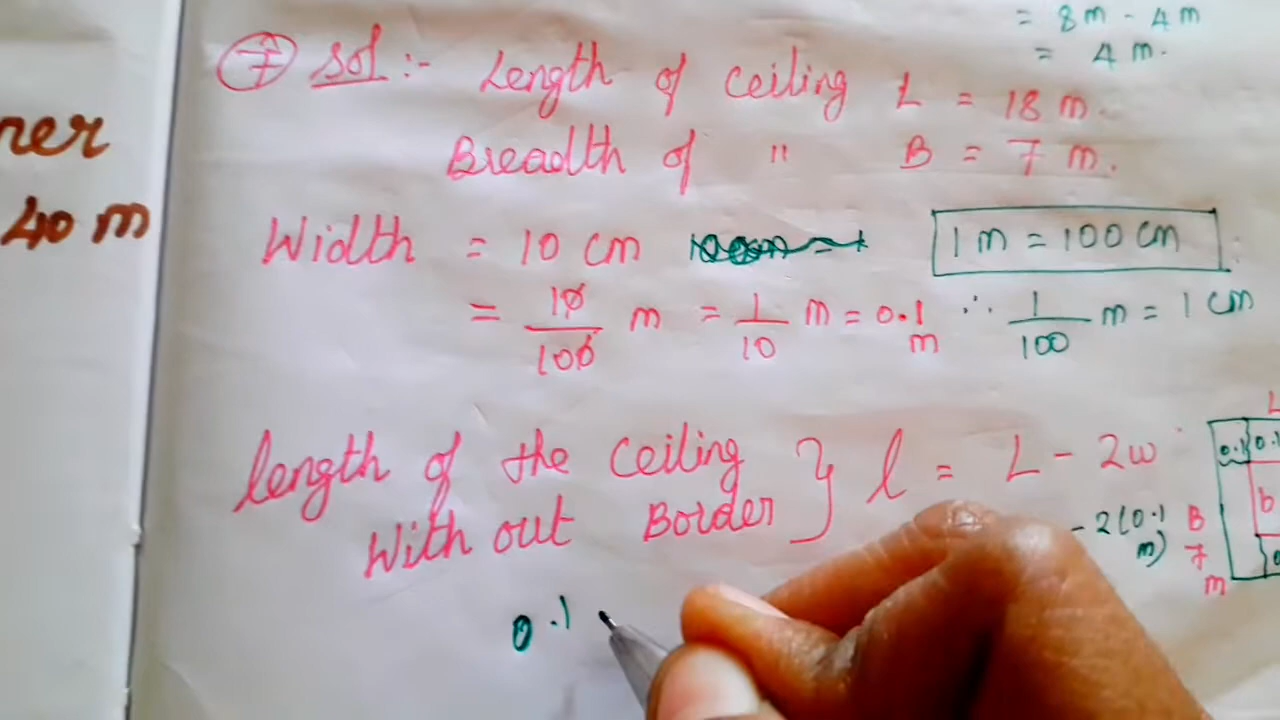 = 8m - 4m
= 4 m.
ner
40 m
7 Sol :- Length of Ceiling L = 18 m.
Breadth of " B = 7 m.
Width = 10 cm
1 m = 100 cm
= 10/100 m = 1/10 m = 0.1 m ∴ 1/100 m = 1 cm
length of the Ceiling With out Border } l = L - 2w
- 2(0.1 m)
L
0.1 0.1
b
B
7
m
0.1